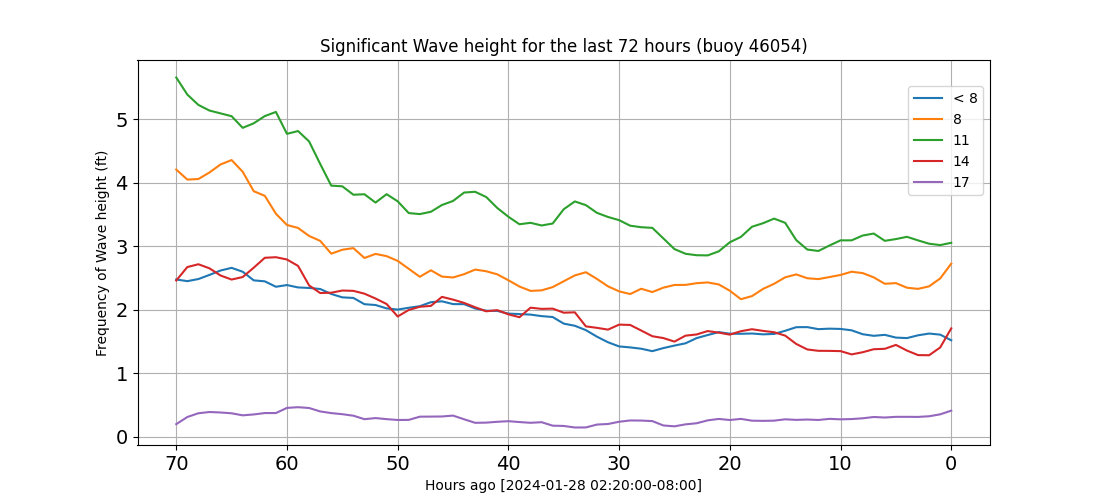 Significant Wave height for the last 72 hours (buoy 46054)
Frequency of Wave height (ft)
5
4
3
2
1
0
< 8
8
11
14
17
70 60 50 40 30 20 10 0
Hours ago [2024-01-28 02:20:00-08:00]